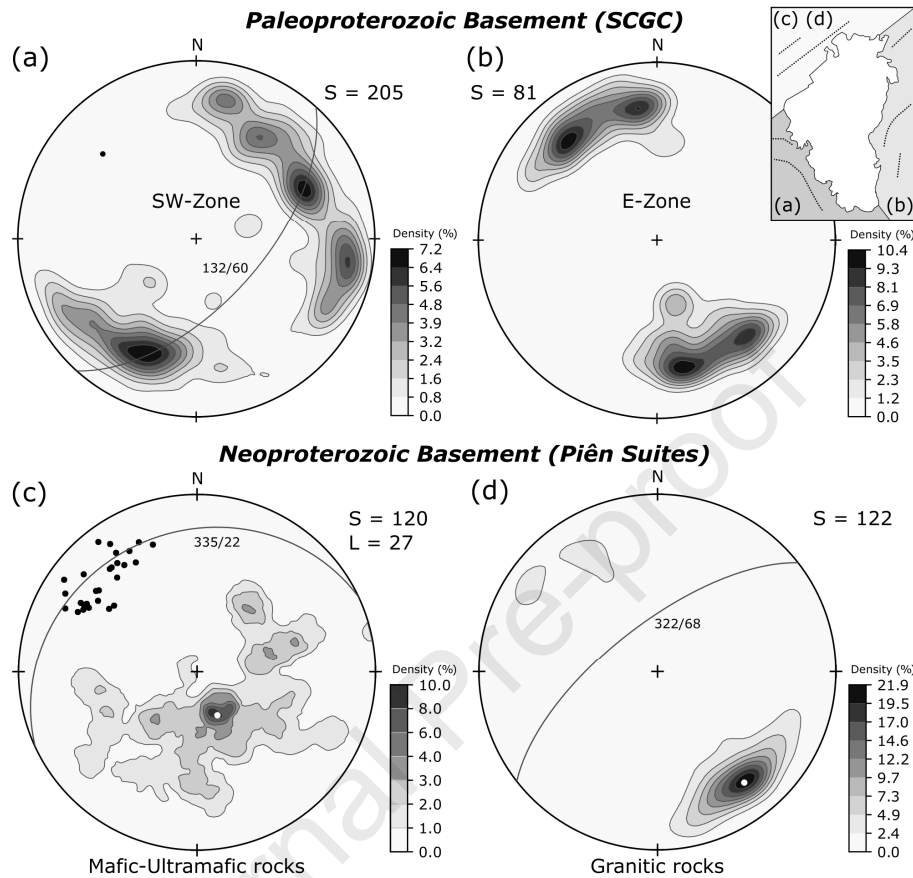 Paleoproterozoic Basement (SCGC)
(a)
N
S = 205
SW-Zone
132/60
Density (%)
7.2
6.4
5.6
4.8
3.9
3.2
2.4
1.6
0.8
0.0
(b)
N
S = 81
E-Zone
Density (%)
10.4
9.3
8.1
6.9
5.8
4.6
3.5
2.3
1.2
0.0
(c) (d)
(a)
(b)
Neoproterozoic Basement (Piên Suites)
(c)
N
S = 120
L = 27
335/22
Density (%)
10.0
8.0
6.0
4.0
3.0
2.0
1.0
0.0
Mafic-Ultramafic rocks
(d)
N
S = 122
322/68
Density (%)
21.9
19.5
17.0
14.6
12.2
9.7
7.3
4.9
2.4
0.0
Granitic rocks
rnal Pre-proof